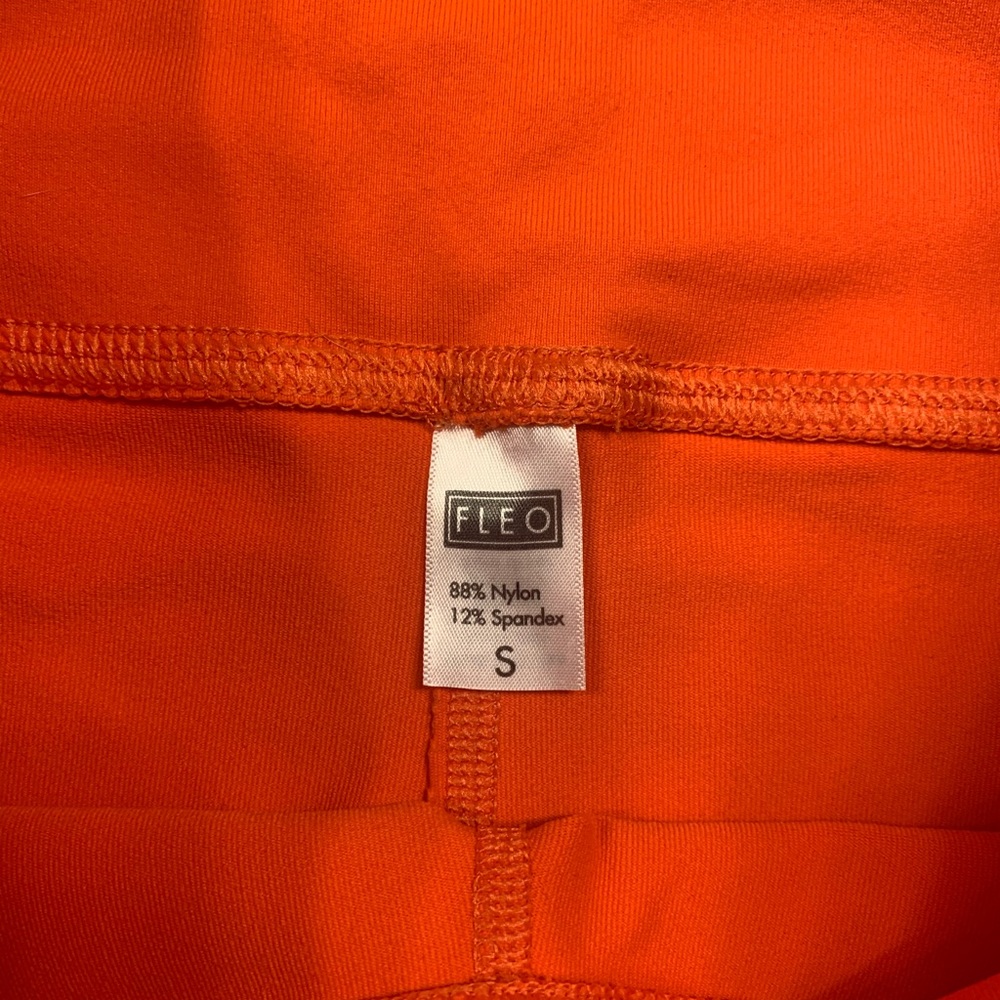 FLEO
88% Nylon
12% Spandex
S